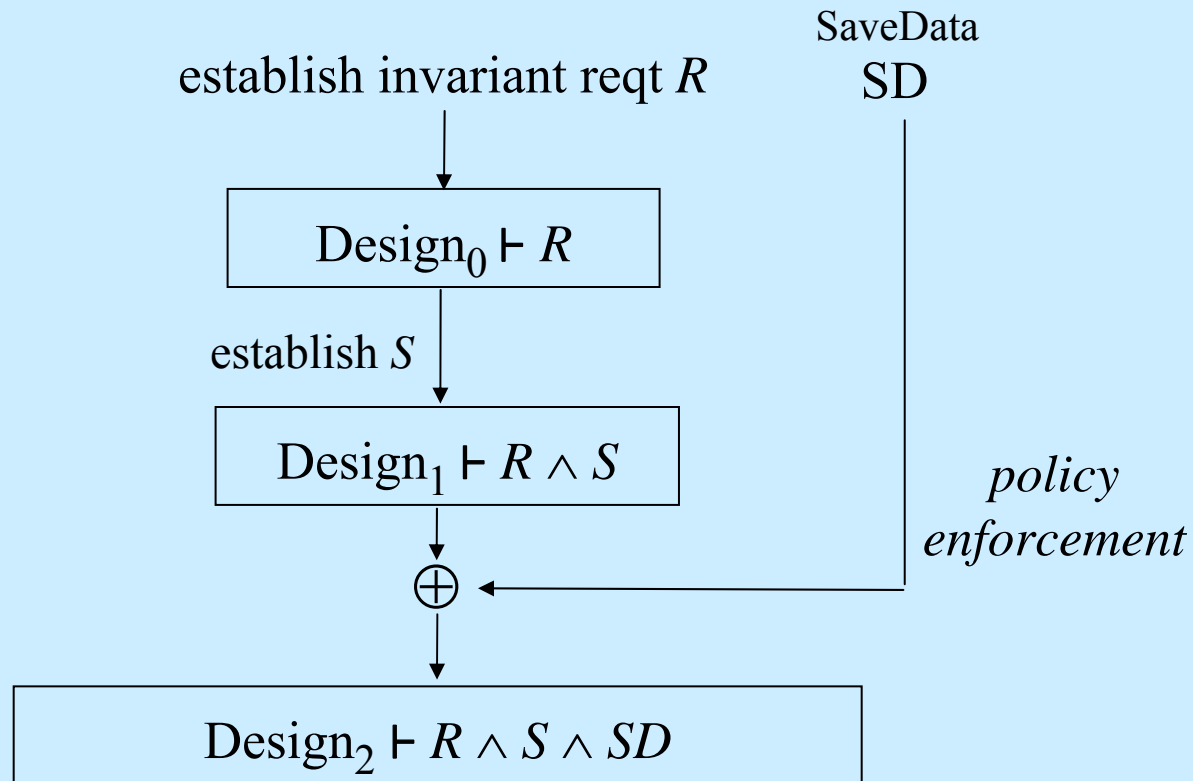 SaveData
establish invariant reqt R
SD
Design₀ ⊢ R
establish S
Design₁ ⊢ R ∧ S
policy
enforcement
⊕
Design₂ ⊢ R ∧ S ∧ SD